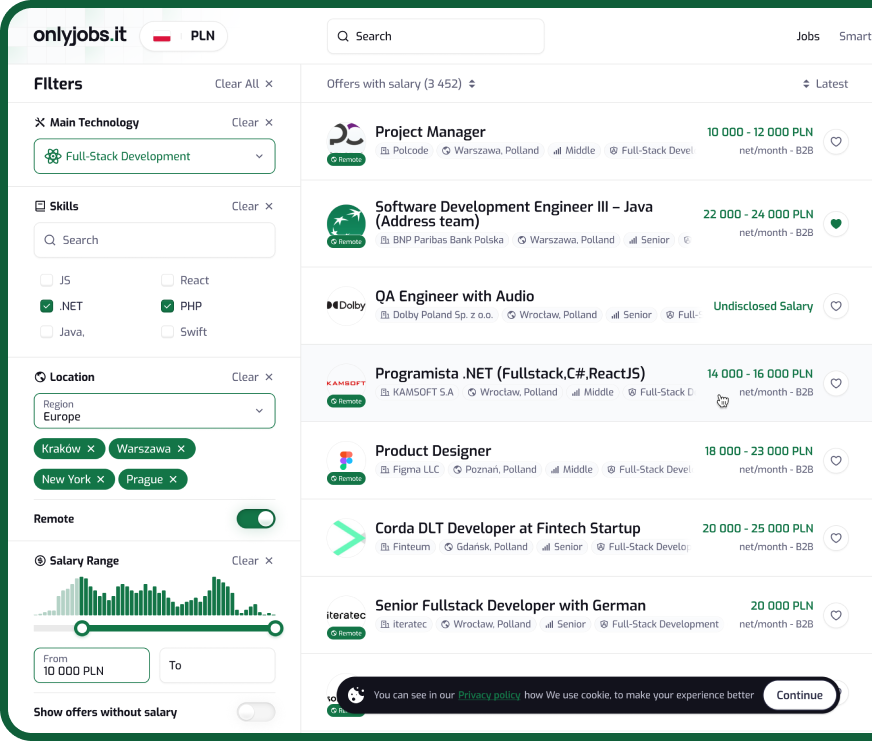 onlyjobs.it
PLN
Search
Jobs
Smart
Filters
Clear All ×
Offers with salary (3 452)
Latest
Main Technology
Clear ×
Full-Stack Development
Skills
Clear ×
Search
JS
React
.NET
PHP
Java,
Swift
Location
Clear ×
Region
Europe
Kraków ×
Warszawa ×
New York ×
Prague ×
Remote
Salary Range
Clear ×
From
10 000 PLN
To
Show offers without salary
Remote
Project Manager
Polcode
Warszawa, Polland
Middle
Full-Stack Devel
10 000 - 12 000 PLN
net/month - B2B
Remote
Software Development Engineer III – Java
(Address team)
BNP Paribas Bank Polska
Warszawa, Polland
Senior
22 000 - 24 000 PLN
net/month - B2B
Dolby
QA Engineer with Audio
Dolby Poland Sp. z o.o.
Wrocław, Polland
Senior
Full-
Undisclosed Salary
KAMSOFT
Remote
Programista .NET (Fullstack,C#,ReactJS)
KAMSOFT S.A
Wrocław, Polland
Middle
Full-Stack D
14 000 - 16 000 PLN
net/month - B2B
Remote
Product Designer
Figma LLC
Poznań, Polland
Middle
Full-Stack Devel
18 000 - 23 000 PLN
net/month - B2B
Corda DLT Developer at Fintech Startup
Finteum
Gdańsk, Polland
Senior
Full-Stack Develop
20 000 - 25 000 PLN
net/month - B2B
iteratec
Remote
Senior Fullstack Developer with German
iteratec
Wrocław, Polland
Senior
Full-Stack Development
20 000 PLN
net/month - B2B
You can see in our Privacy policy how We use cookie, to make your experience better
Continue